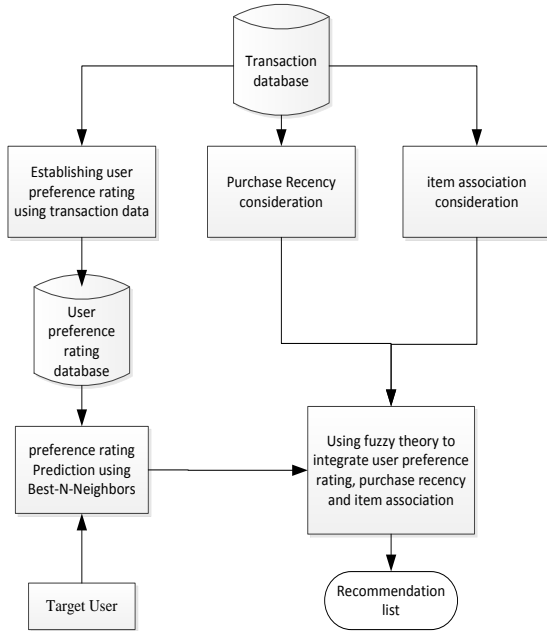 Transaction
database
Establishing user
preference rating
using transaction data
Purchase Recency
consideration
item association
consideration
User
preference
rating
database
preference rating
Prediction using
Best-N-Neighbors
Using fuzzy theory to
integrate user preference
rating, purchase recency
and item association
Target User
Recommendation
list